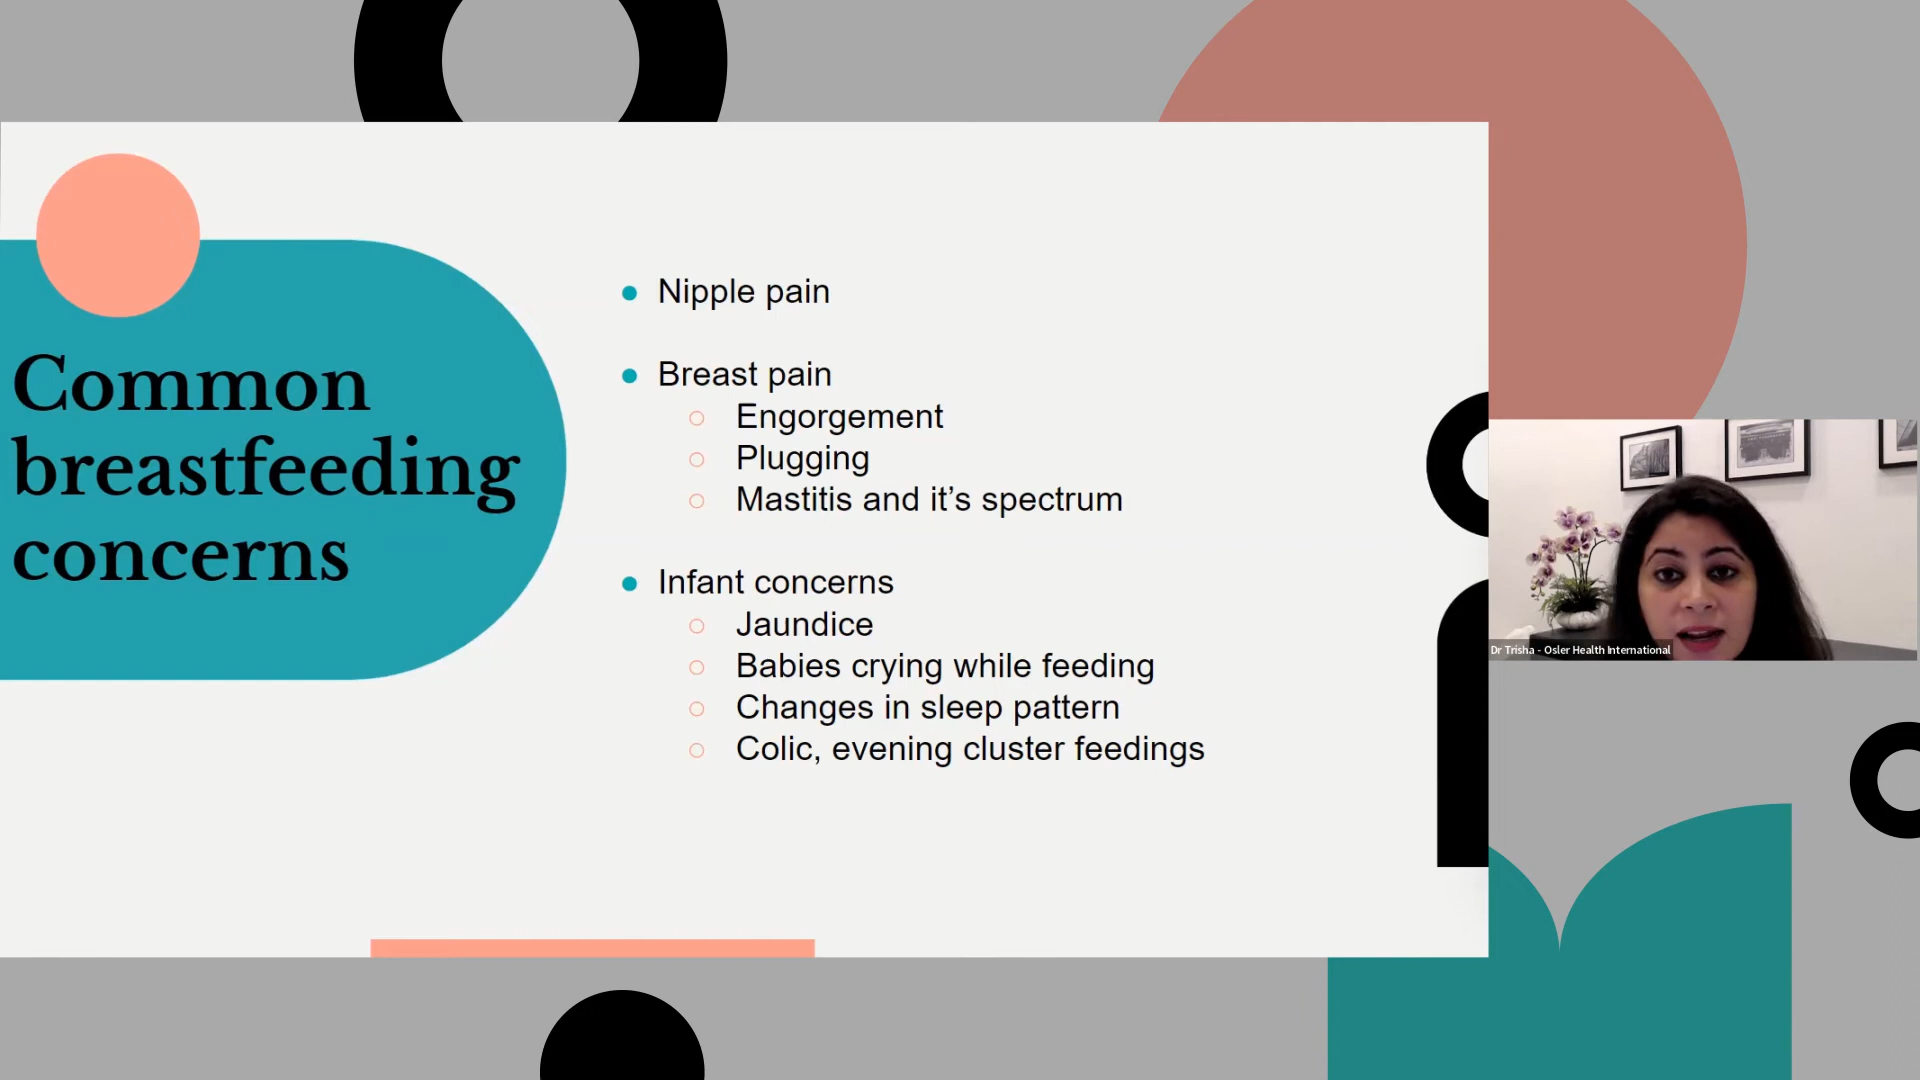 Common
breastfeeding
concerns
Nipple pain
Breast pain
Engorgement
Plugging
Mastitis and it’s spectrum
Infant concerns
Jaundice
Babies crying while feeding
Changes in sleep pattern
Colic, evening cluster feedings
Dr Trisha - Osler Health International